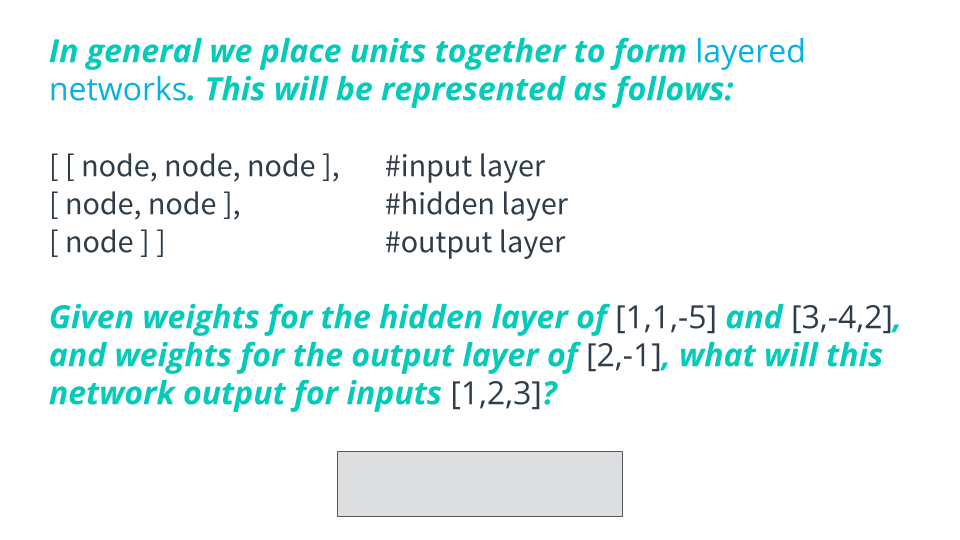 In general we place units together to form layered
networks. This will be represented as follows:
[ [ node, node, node ], #input layer
[ node, node ], #hidden layer
[ node ] ] #output layer
Given weights for the hidden layer of [1,1,-5] and [3,-4,2],
and weights for the output layer of [2,-1], what will this
network output for inputs [1,2,3]?